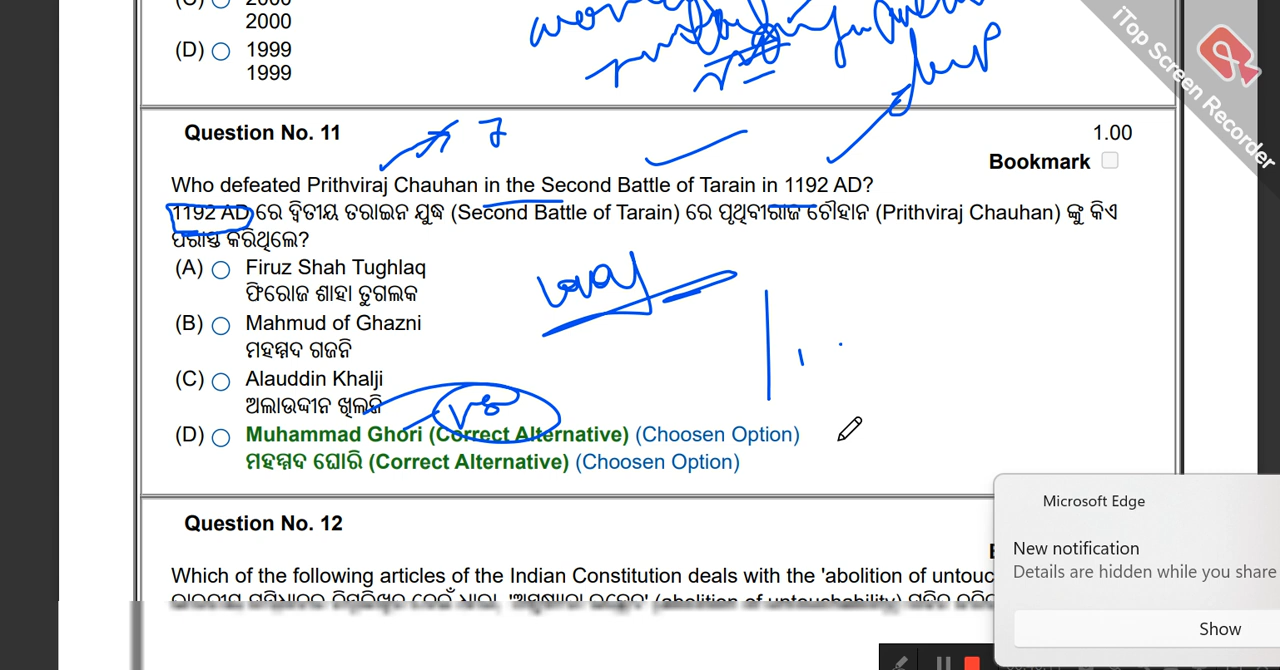 2000
2000
(D) 1999
1999
iTop Screen Recorder
Question No. 11
1.00
Bookmark
Who defeated Prithviraj Chauhan in the Second Battle of Tarain in 1192 AD?
1192 AD ରେ ଦ୍ୱିତୀୟ ତରାଇନ ଯୁଦ୍ଧ (Second Battle of Tarain) ରେ ପୃଥିବୀରାଜ ଚୌହାନ (Prithviraj Chauhan) ଙ୍କୁ କିଏ
ପରାସ୍ତ କରିଥିଲେ?
(A) Firuz Shah Tughlaq
ଫିରୋଜ ଶାହା ତୁଗଲକ
(B) Mahmud of Ghazni
ମହମ୍ମଦ ଗଜନି
(C) Alauddin Khalji
ଅଲାଉଦ୍ଦୀନ ଖିଲଜି
(D) Muhammad Ghori (Correct Alternative) (Choosen Option)
ମହମ୍ମଦ ଘୋରି (Correct Alternative) (Choosen Option)
Microsoft Edge
New notification
Details are hidden while you share
Show
Question No. 12
Which of the following articles of the Indian Constitution deals with the 'abolition of